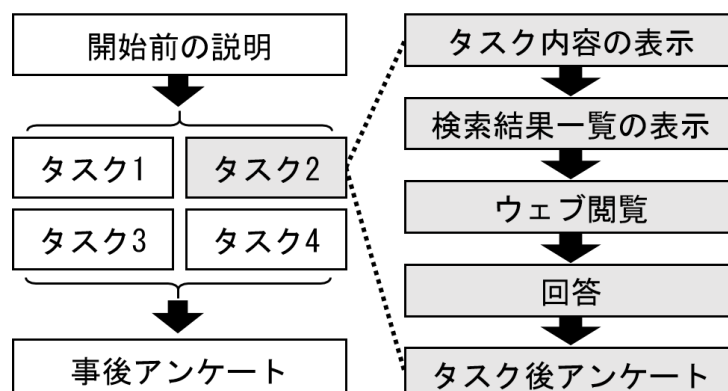 開始前の説明
タスク1
タスク2
タスク3
タスク4
事後アンケート
タスク内容の表示
検索結果一覧の表示
ウェブ閲覧
回答
タスク後アンケート